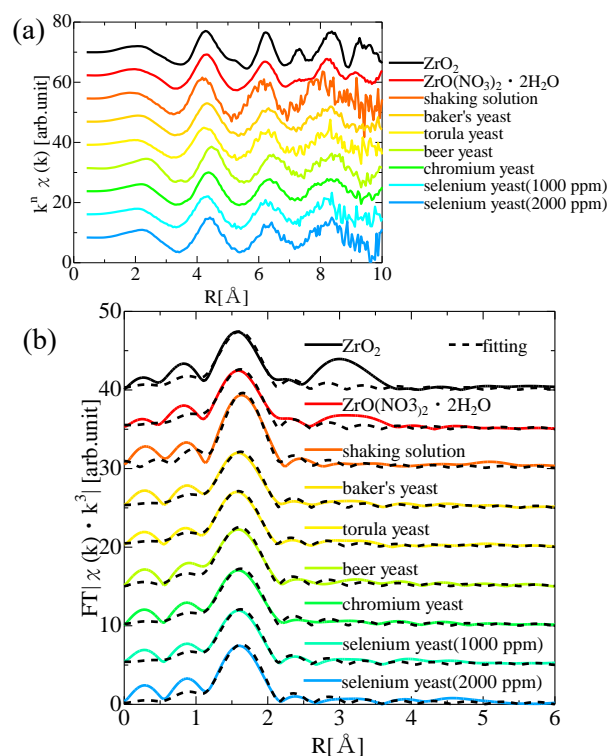 (a)
80
60
40
20
0
kⁿ χ (k) [arb.unit]
0 2 4 6 8 10
R[Å]
ZrO₂
ZrO(NO₃)₂・2H₂O
shaking solution
baker's yeast
torula yeast
beer yeast
chromium yeast
selenium yeast(1000 ppm)
selenium yeast(2000 ppm)
(b)
50
40
30
20
10
0
FT|χ (k)・k³| [arb.unit]
ZrO₂ fitting
ZrO(NO3)₂・2H₂O
shaking solution
baker's yeast
torula yeast
beer yeast
chromium yeast
selenium yeast(1000 ppm)
selenium yeast(2000 ppm)
0 1 2 3 4 5 6
R[Å]